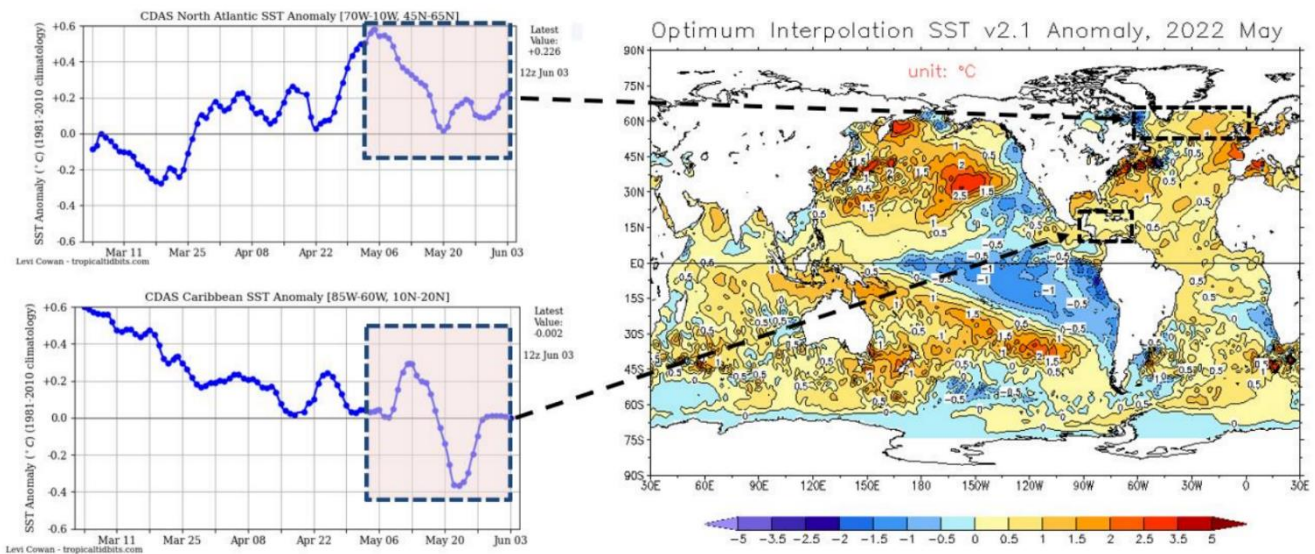 CDAS North Atlantic SST Anomaly [70W-10W, 45N-65N]
SST Anomaly (°C) (1981-2010 climatology)
+0.6
+0.4
+0.2
0.0
-0.2
-0.4
-0.6
Mar 11 Mar 25 Apr 08 Apr 22 May 06 May 20 Jun 03
Latest
Value:
+0.226
12z Jun 03
Levi Cowan - tropicaltidbits.com
CDAS Caribbean SST Anomaly [85W-60W, 10N-20N]
SST Anomaly (°C) (1981-2010 climatology)
+0.6
+0.4
+0.2
0.0
-0.2
-0.4
-0.6
Mar 11 Mar 25 Apr 08 Apr 22 May 06 May 20 Jun 03
Latest
Value:
-0.002
12z Jun 03
Levi Cowan - tropicaltidbits.com
Optimum Interpolation SST v2.1 Anomaly, 2022 May
unit: °C
90N
75N
60N
45N
30N
15N
EQ
15S
30S
45S
60S
75S
90S
30E 60E 90E 120E 150E 180 150W 120W 90W 60W 30W 0 30E
-5 -3.5 -2.5 -2 -1.5 -1 -0.5 0 0.5 1 1.5 2 2.5 3.5 5